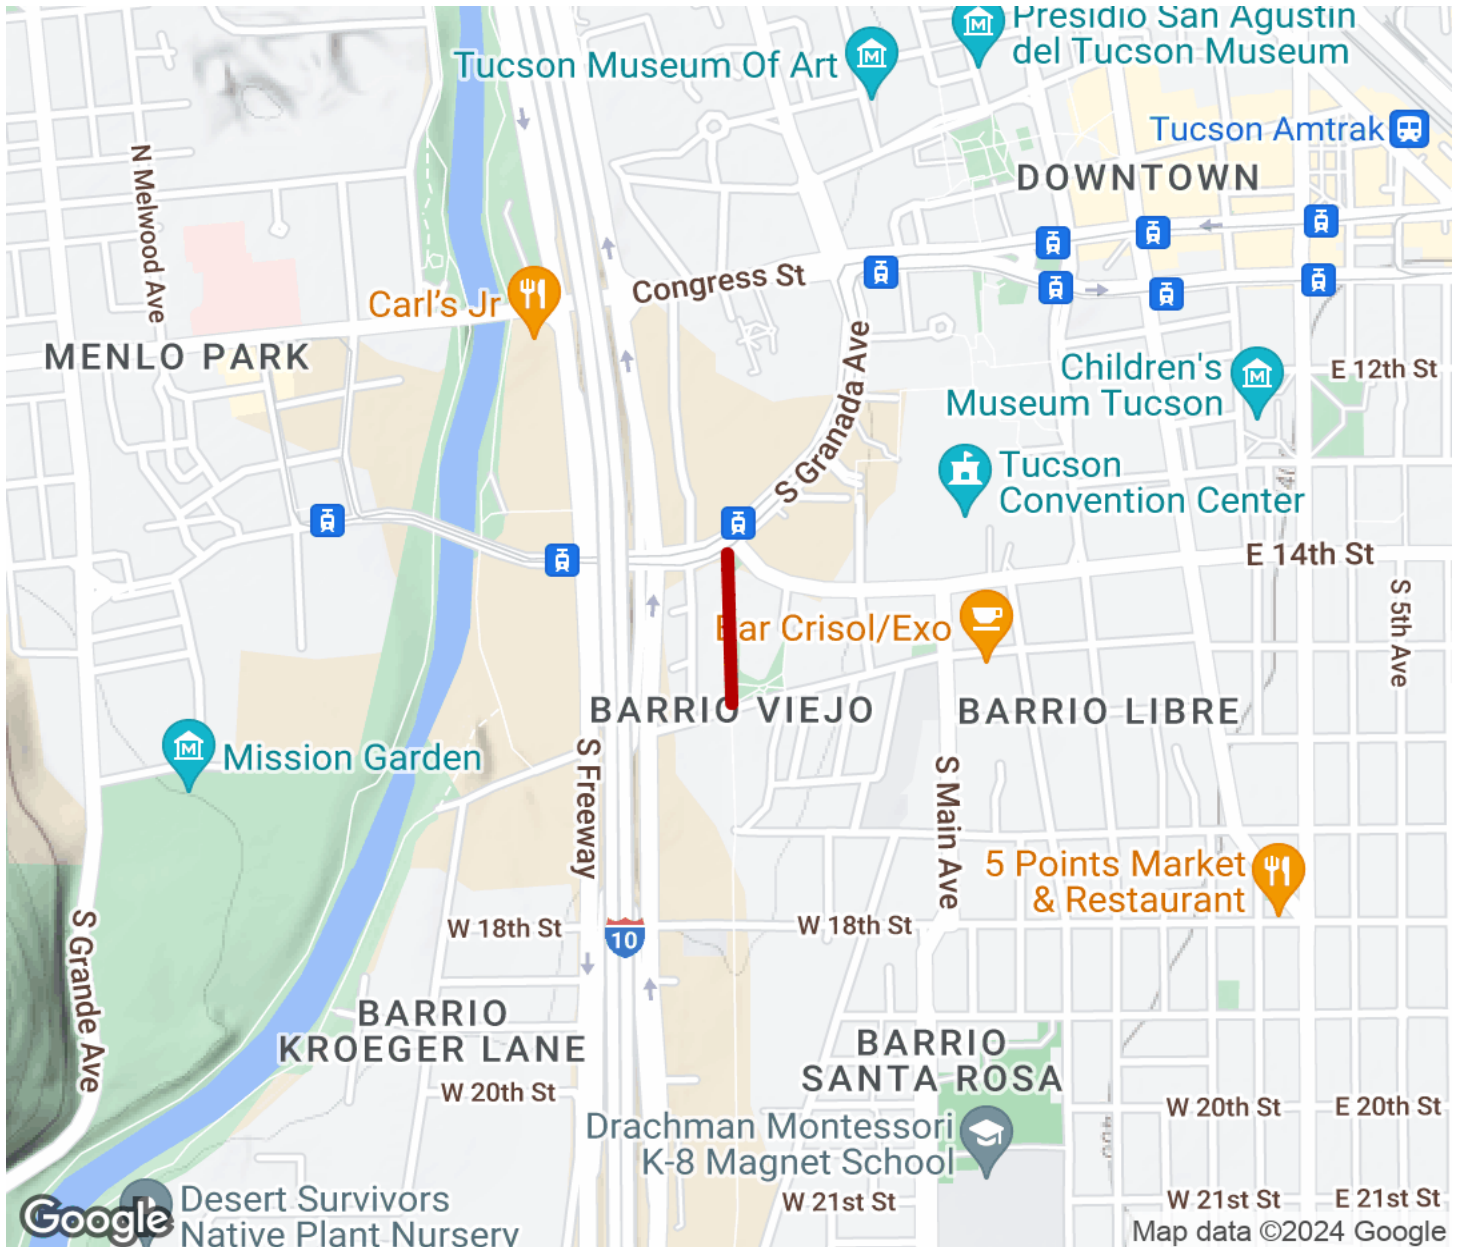 Presidio San Agustin
del Tucson Museum
Tucson Museum Of Art
Tucson Amtrak
DOWNTOWN
N Melwood Ave
Congress St
Carl's Jr
MENLO PARK
S Granada Ave
Children's
Museum Tucson
E 12th St
Tucson
Convention Center
E 14th St
S 5th Ave
Bar Crisol/Exo
BARRIO VIEJO
BARRIO LIBRE
Mission Garden
S Freeway
S Main Ave
5 Points Market
& Restaurant
W 18th St
10
W 18th St
S Grande Ave
BARRIO
KROEGER LANE
BARRIO
SANTA ROSA
W 20th St
W 20th St
E 20th St
Drachman Montessori
K-8 Magnet School
W 21st St
W 21st St
E 21st St
Desert Survivors
Native Plant Nursery
Google
Map data ©2024 Google